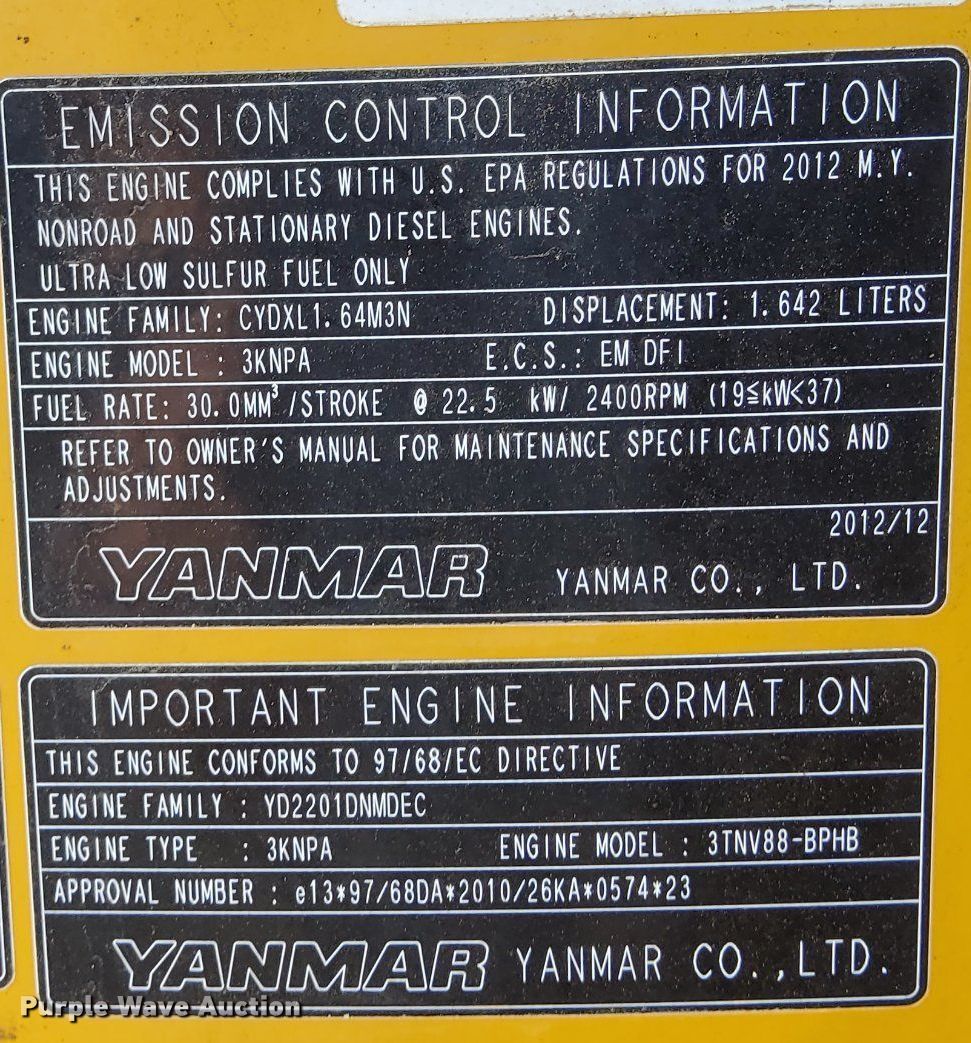 EMISSION CONTROL INFORMATION
THIS ENGINE COMPLIES WITH U.S. EPA REGULATIONS FOR 2012 M.Y.
NONROAD AND STATIONARY DIESEL ENGINES.
ULTRA LOW SULFUR FUEL ONLY
ENGINE FAMILY: CYDXL1.64M3N DISPLACEMENT: 1.642 LITERS
ENGINE MODEL : 3KNPA E.C.S.: EM DFI
FUEL RATE: 30.0MM³/STROKE @ 22.5 kW/ 2400RPM (19≦kW<37)
REFER TO OWNER'S MANUAL FOR MAINTENANCE SPECIFICATIONS AND
ADJUSTMENTS.
2012/12
YANMAR YANMAR CO., LTD.
IMPORTANT ENGINE INFORMATION
THIS ENGINE CONFORMS TO 97/68/EC DIRECTIVE
ENGINE FAMILY : YD2201DNMDEC
ENGINE TYPE : 3KNPA ENGINE MODEL : 3TNV88-BPHB
APPROVAL NUMBER : e13*97/68DA*2010/26KA*0574*23
YANMAR YANMAR CO.,LTD.
Purple Wave Auction